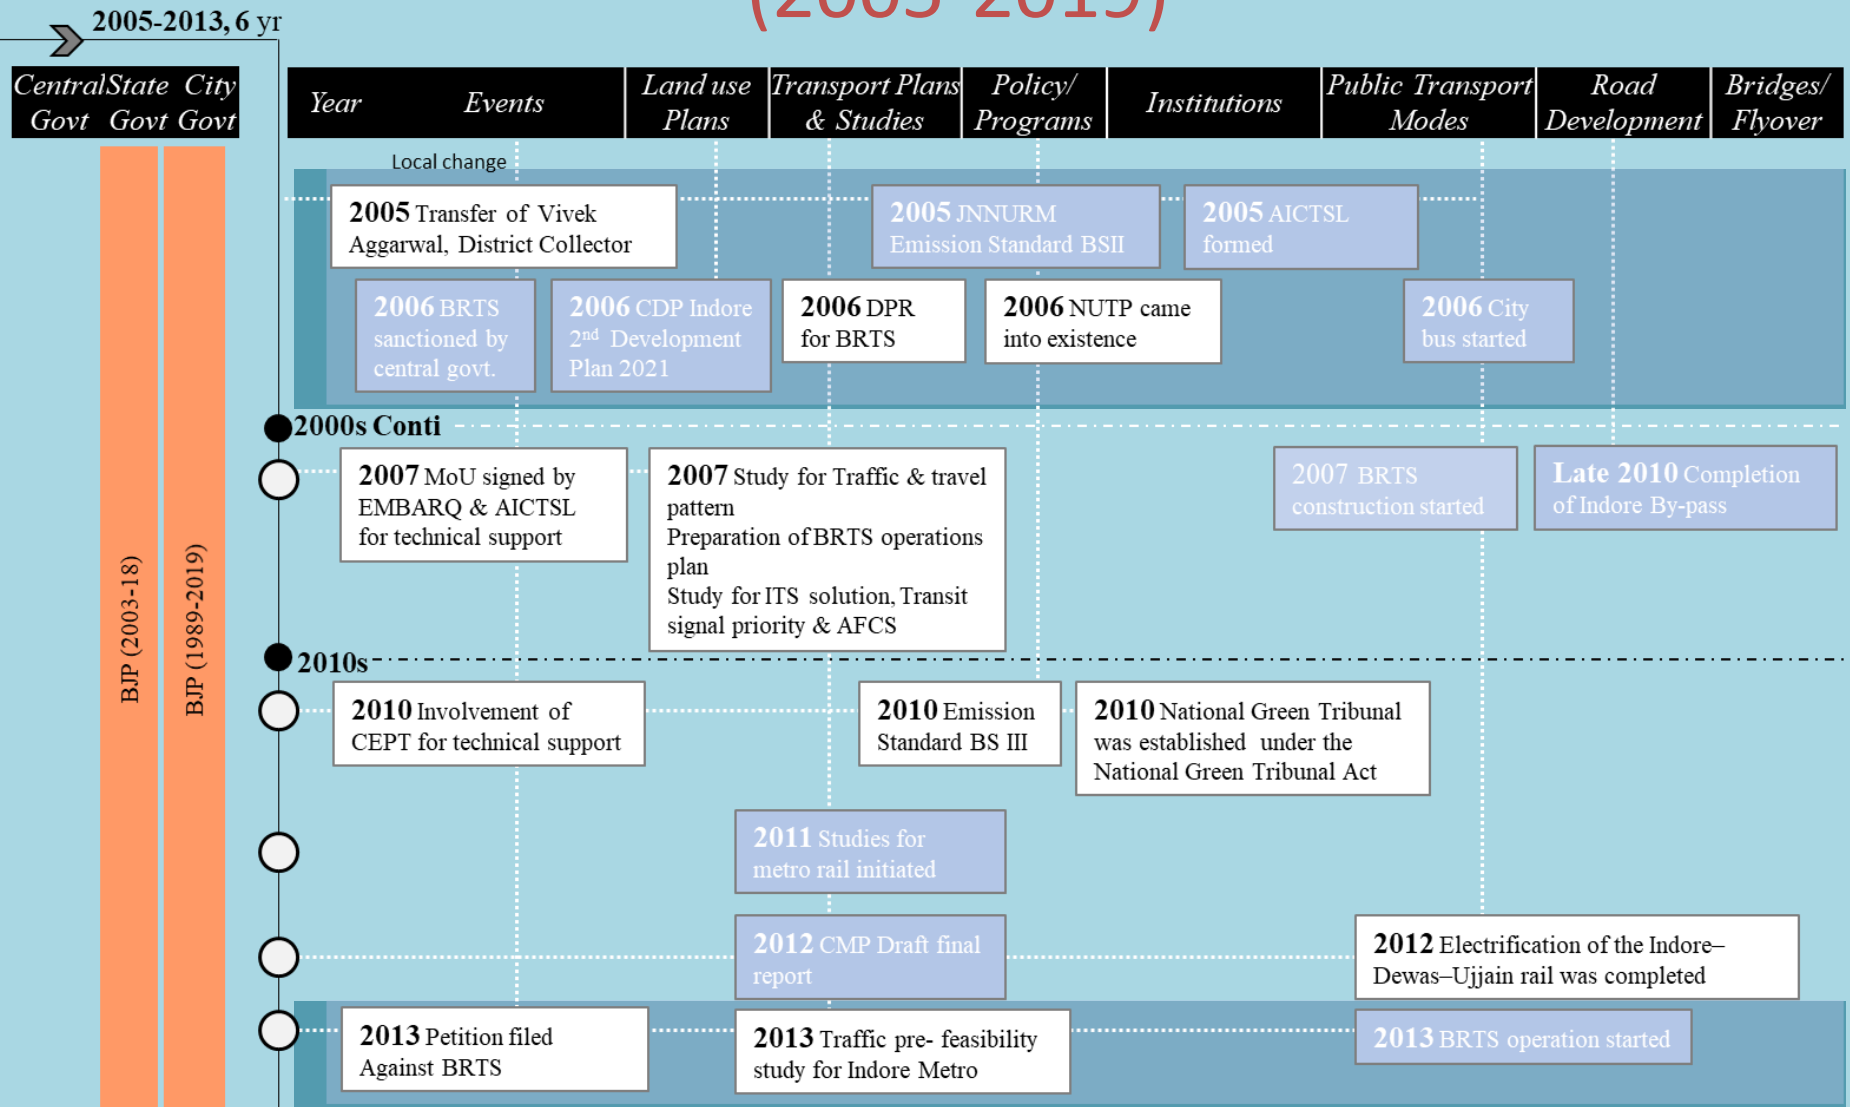 (2005-2019)
2005-2013, 6 yr
Central Govt
State Govt
City Govt
Year
Events
Land use
Plans
Transport Plans
& Studies
Policy/
Programs
Institutions
Public Transport
Modes
Road
Development
Bridges/
Flyover
Local change
2005 Transfer of Vivek
Aggarwal, District Collector
2005 JNNURM
Emission Standard BSII
2005 AICTSL
formed
2006 BRTS
sanctioned by
central govt.
2006 CDP Indore
2nd Development
Plan 2021
2006 DPR
for BRTS
2006 NUTP came
into existence
2006 City
bus started
2000s Conti
2007 MoU signed by
EMBARQ & AICTSL
for technical support
2007 Study for Traffic & travel
pattern
Preparation of BRTS operations
plan
Study for ITS solution, Transit
signal priority & AFCS
2007 BRTS
construction started
Late 2010 Completion
of Indore By-pass
BJP (2003-18)
BJP (1989-2019)
2010s
2010 Involvement of
CEPT for technical support
2010 Emission
Standard BS III
2010 National Green Tribunal
was established under the
National Green Tribunal Act
2011 Studies for
metro rail initiated
2012 CMP Draft final
report
2012 Electrification of the Indore–
Dewas–Ujjain rail was completed
2013 Petition filed
Against BRTS
2013 Traffic pre- feasibility
study for Indore Metro
2013 BRTS operation started